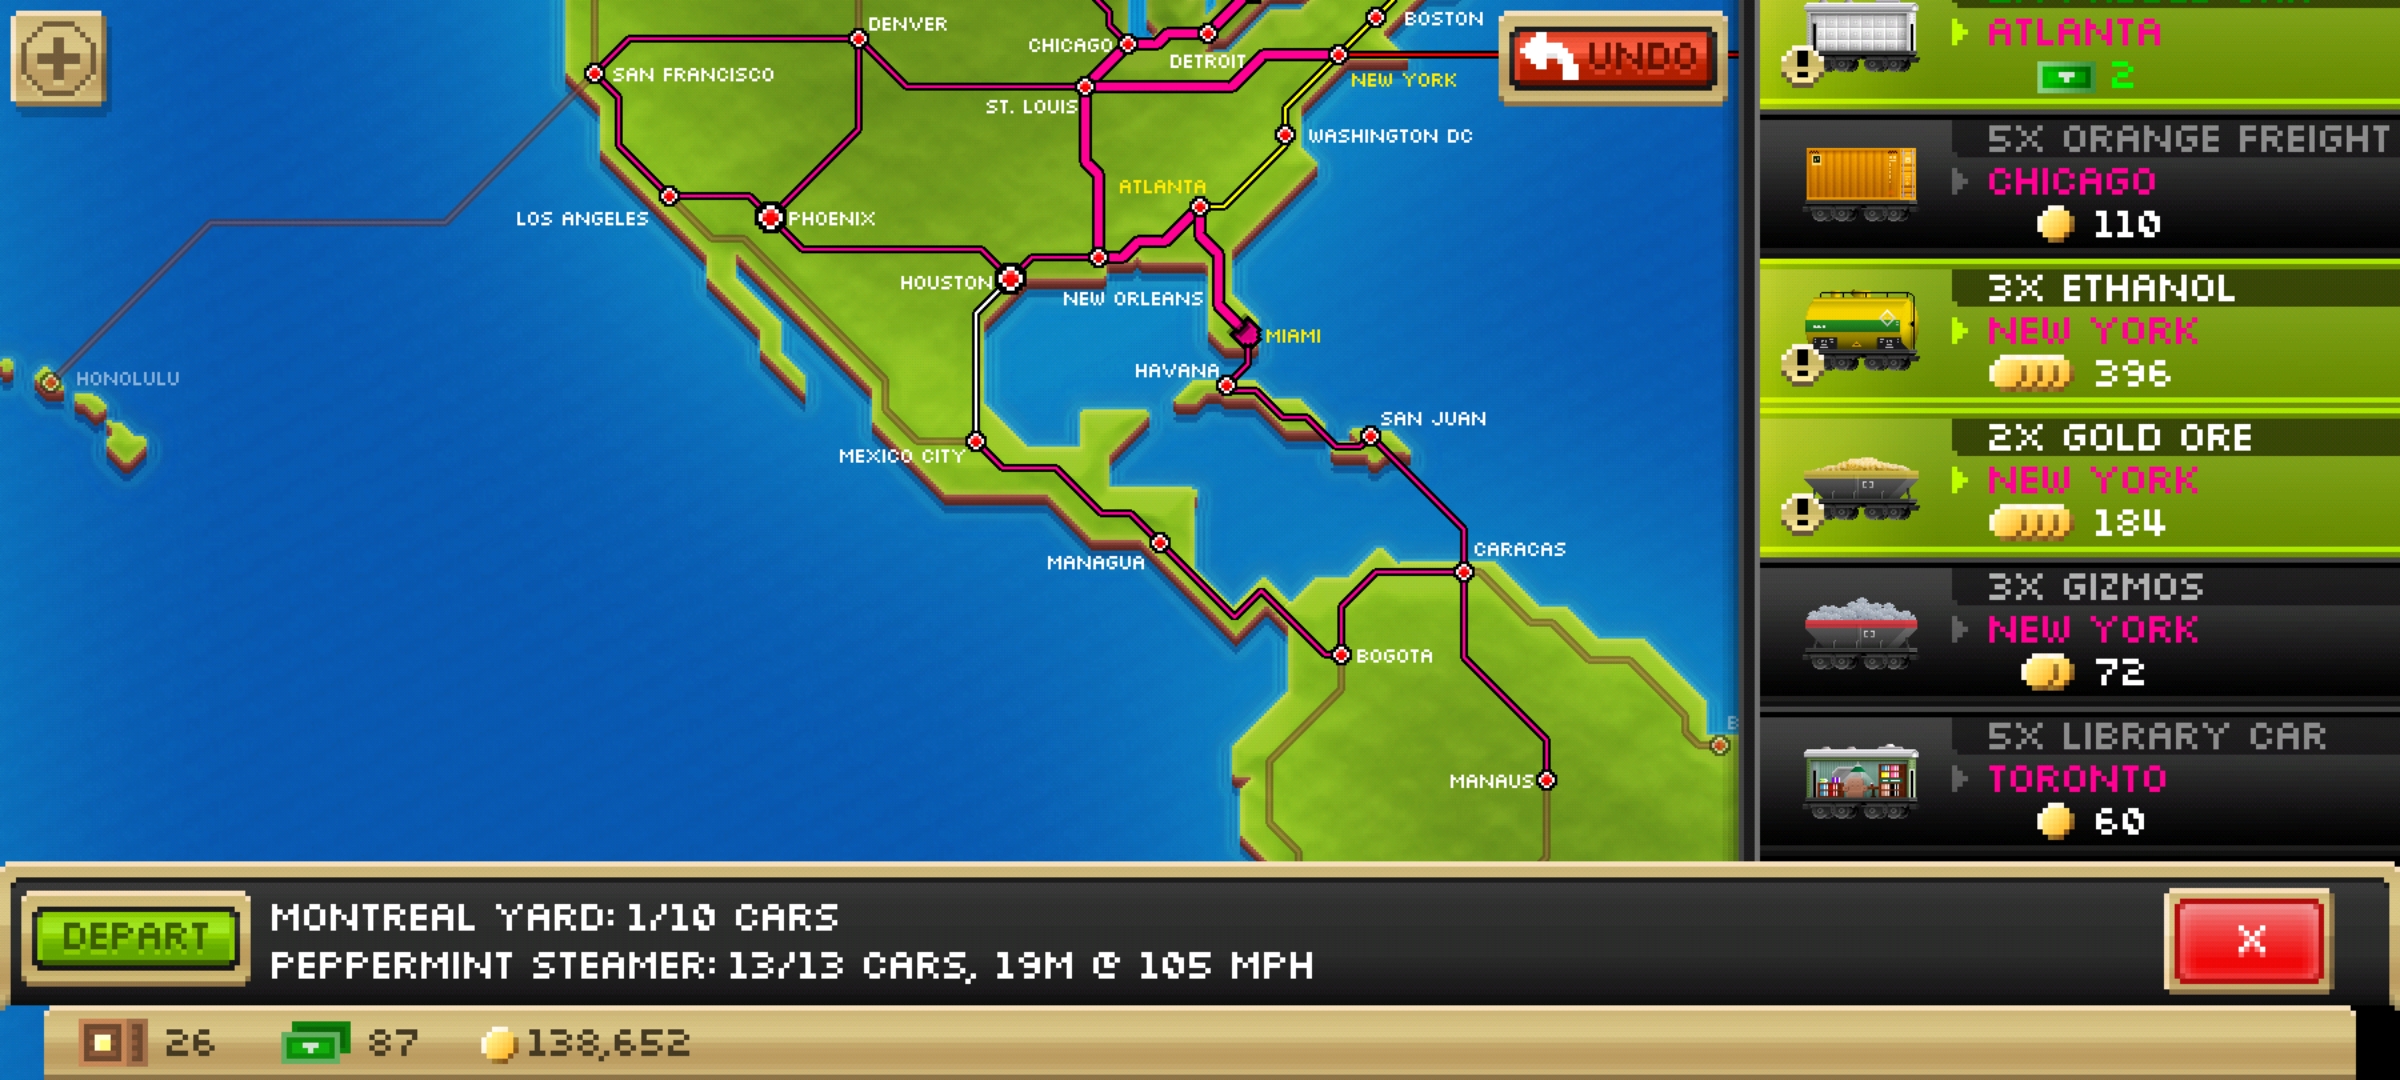 DENVER
BOSTON
CHICAGO
DETROIT
UNDO
SAN FRANCISCO
NEW YORK
ST. LOUIS
WASHINGTON DC
ATLANTA
LOS ANGELES
PHOENIX
HOUSTON
NEW ORLEANS
MIAMI
HAVANA
HONOLULU
SAN JUAN
MEXICO CITY
CARACAS
MANAGUA
BOGOTA
MANAUS
ATLANTA
2
5X ORANGE FREIGHT
CHICAGO
110
3X ETHANOL
NEW YORK
396
2X GOLD ORE
NEW YORK
184
3X GIZMOS
NEW YORK
72
5X LIBRARY CAR
TORONTO
60
DEPART
MONTREAL YARD: 1/10 CARS
PEPPERMINT STEAMER: 13/13 CARS, 19M @ 105 MPH
X
26
87
138,652